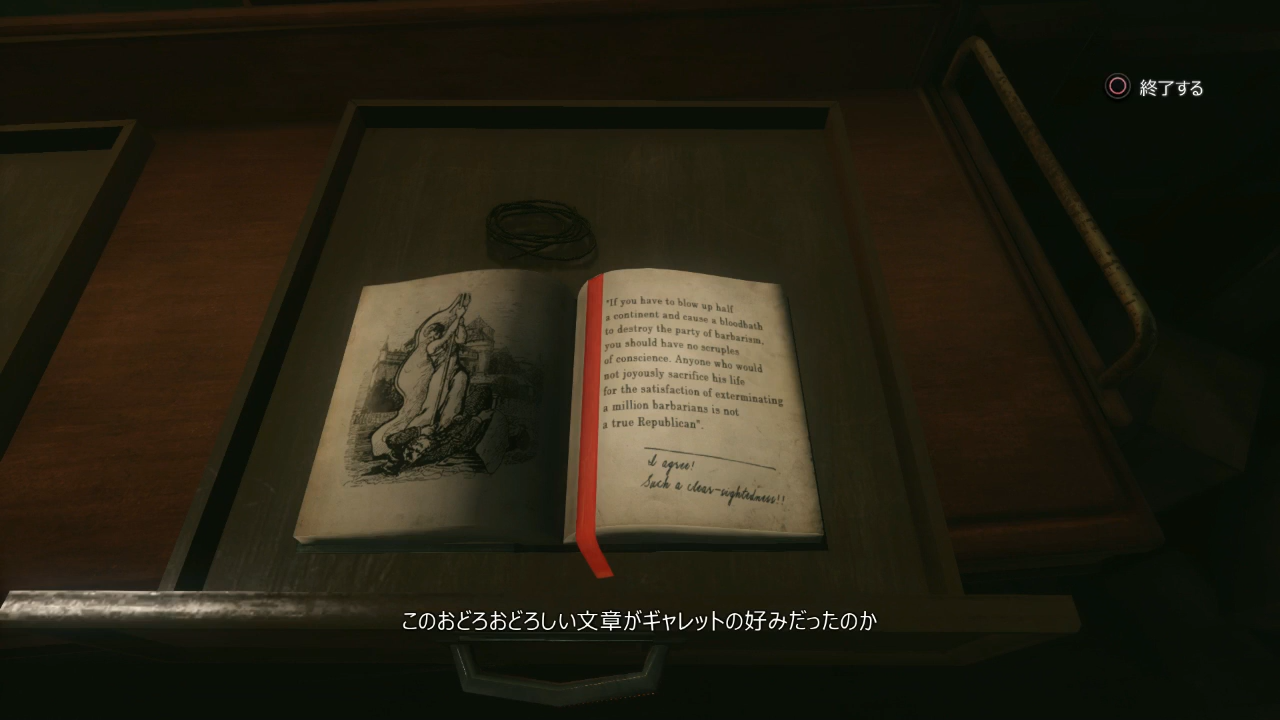 終了する
"If you have to blow up half
a continent and cause a bloodbath
to destroy the party of barbarism,
you should have no scruples
of conscience. Anyone who would
not joyously sacrifice his life
for the satisfaction of exterminating
a million barbarians is not
a true Republican".
I agree!
Such a clear-sightedness!!
このおどろおどろしい文章がギャレットの好みだったのか